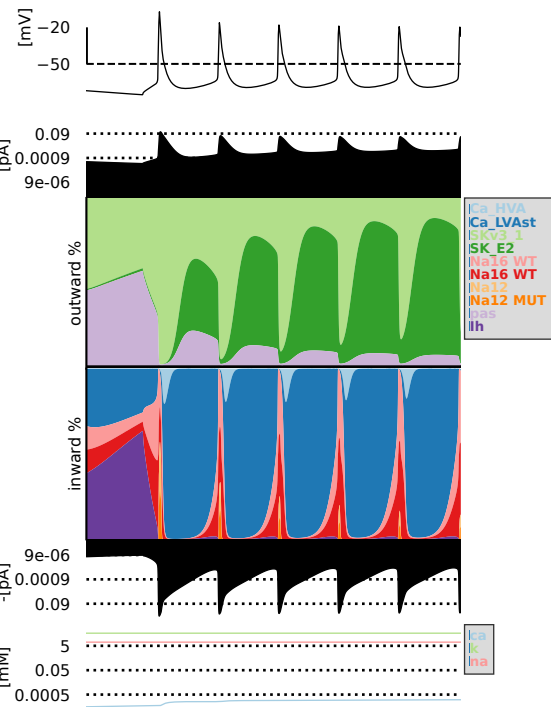 [mV]
−20
−50
[pA]
0.09
0.0009
9e-06
outward %
Ca_HVA
Ca_LVAst
SKv3_1
SK_E2
Na16 WT
Na16 WT
Na12
Na12 MUT
pas
Ih
inward %
-[pA]
9e-06
0.0009
0.09
[mM]
5
0.05
0.0005
ca
k
na